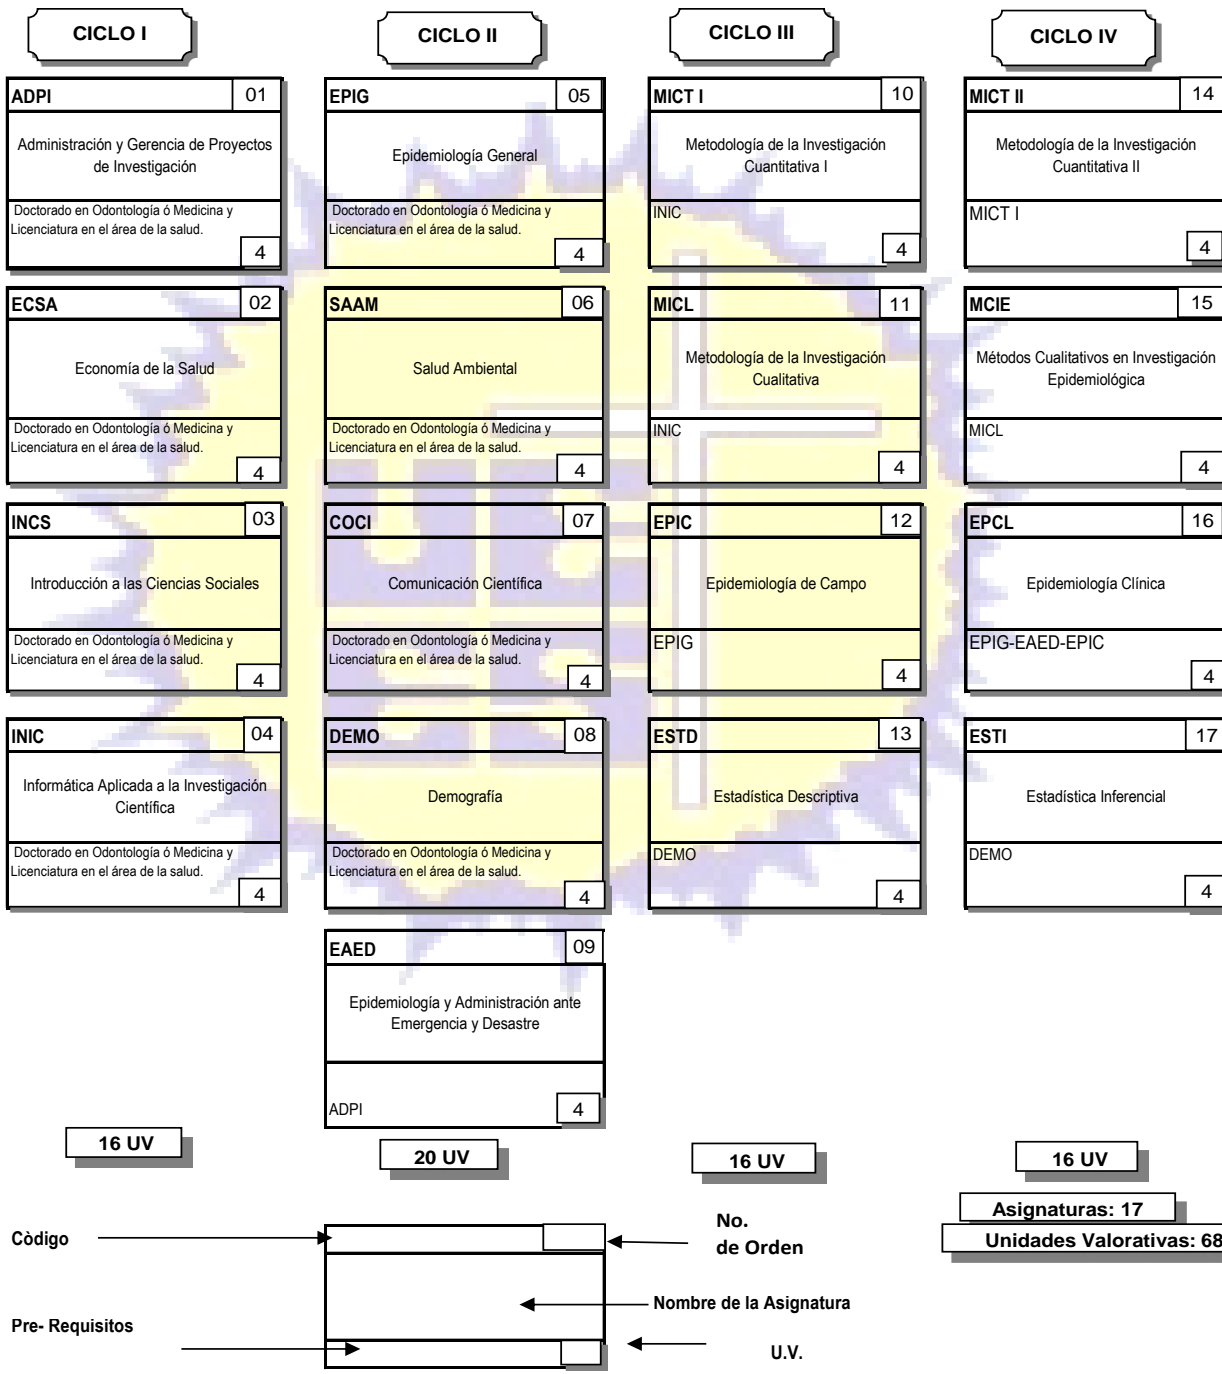 CICLO I
CICLO II
CICLO III
CICLO IV
ADPI 01
Administración y Gerencia de Proyectos
de Investigación
Doctorado en Odontología ó Medicina y
Licenciatura en el área de la salud.
4
EPIG 05
Epidemiología General
Doctorado en Odontología ó Medicina y
Licenciatura en el área de la salud.
4
MICT I 10
Metodología de la Investigación
Cuantitativa I
INIC
4
MICT II 14
Metodología de la Investigación
Cuantitativa II
MICT I
4
ECSA 02
Economía de la Salud
Doctorado en Odontología ó Medicina y
Licenciatura en el área de la salud.
4
SAAM 06
Salud Ambiental
Doctorado en Odontología ó Medicina y
Licenciatura en el área de la salud.
4
MICL 11
Metodología de la Investigación
Cualitativa
INIC
4
MCIE 15
Métodos Cualitativos en Investigación
Epidemiológica
MICL
4
INCS 03
Introducción a las Ciencias Sociales
Doctorado en Odontología ó Medicina y
Licenciatura en el área de la salud.
4
COCI 07
Comunicación Científica
Doctorado en Odontología ó Medicina y
Licenciatura en el área de la salud.
4
EPIC 12
Epidemiología de Campo
EPIG
4
EPCL 16
Epidemiología Clínica
EPIG-EAED-EPIC
4
INIC 04
Informática Aplicada a la Investigación
Científica
Doctorado en Odontología ó Medicina y
Licenciatura en el área de la salud.
4
DEMO 08
Demografía
Doctorado en Odontología ó Medicina y
Licenciatura en el área de la salud.
4
ESTD 13
Estadística Descriptiva
DEMO
4
ESTI 17
Estadística Inferencial
DEMO
4
EAED 09
Epidemiología y Administración ante
Emergencia y Desastre
ADPI
4
16 UV
20 UV
16 UV
16 UV
Asignaturas: 17
Unidades Valorativas: 68
Còdigo
No.
de Orden
Nombre de la Asignatura
Pre- Requisitos
U.V.